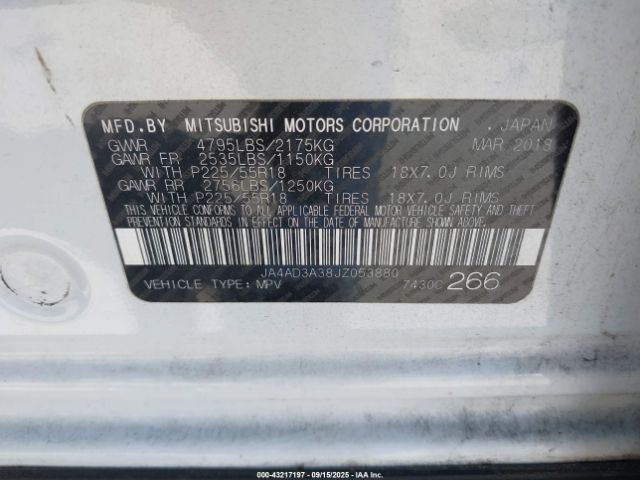 MFD.BY MITSUBISHI MOTORS CORPORATION . JAPAN
GVWR 4795LBS/2175KG MAR 2018
GAWR FR 2535LBS/1150KG
WITH P225/55R18 TIRES 18X7.0J RIMS
GAWR RR 2756LBS/1250KG
WITH P225/55R18 TIRES 18X7.0J RIMS
THIS VEHICLE CONFORMS TO ALL APPLICABLE FEDERAL MOTOR VEHICLE SAFETY AND THEFT
PREVENTION STANDARDS IN EFFECT ON THE DATE OF MANUFACTURE SHOWN ABOVE.
JA4AD3A38JZ053880
VEHICLE TYPE: MPV 7430C 266
000-43217197 - 09/15/2025 - IAAI.COM